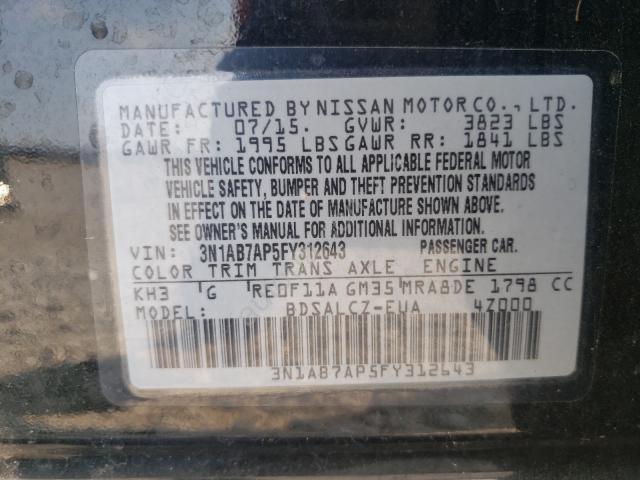 MANUFACTURED BY NISSAN MOTOR CO., LTD.
DATE: 07/15. GVWR: 3823 LBS
GAWR FR: 1995 LBS GAWR RR: 1841 LBS
THIS VEHICLE CONFORMS TO ALL APPLICABLE FEDERAL MOTOR
VEHICLE SAFETY, BUMPER AND THEFT PREVENTION STANDARDS
IN EFFECT ON THE DATE OF MANUFACTURE SHOWN ABOVE.
SEE OWNER'S MANUAL FOR ADDITIONAL INFORMATION.
VIN: 3N1AB7AP5FY312643 PASSENGER CAR.
COLOR TRIM TRANS AXLE ENGINE
KH3 G RE0F11A GM35 MRA8DE 1798 CC
MODEL: BDSALCZ-EUA 4Z000
3N1AB7AP5FY312643